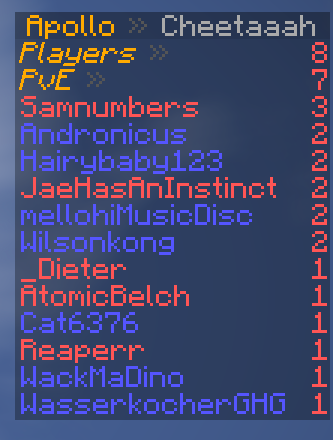 Apollo » Cheetaaah
Players » 8
PvE » 7
Samnumbers 3
Andronicus 2
Hairybaby123 2
JaeHasAnInstinct 2
mellohiMusicDisc 2
Wilsonkong 2
_Dieter 1
AtomicBelch 1
Cat6376 1
Reaperr 1
WackMaDino 1
WasserkocherGHG 1